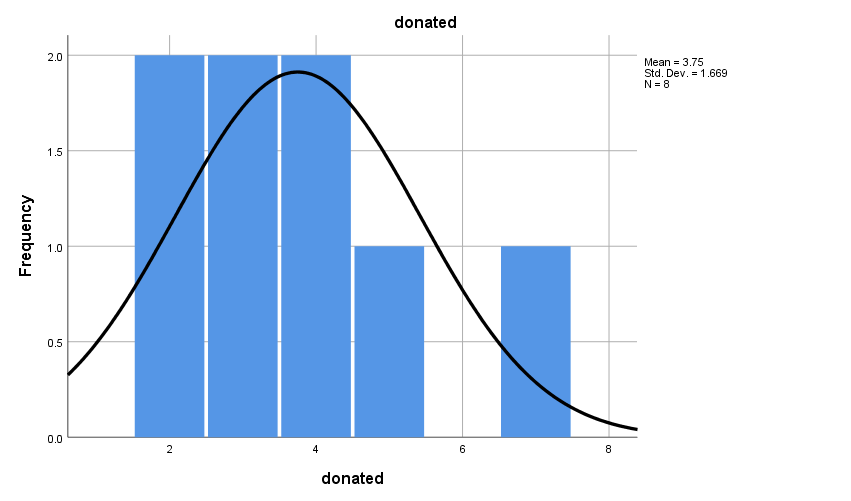 donated
Mean = 3.75
Std. Dev. = 1.669
N = 8
2.0
1.5
1.0
0.5
0.0
Frequency
2 4 6 8
donated